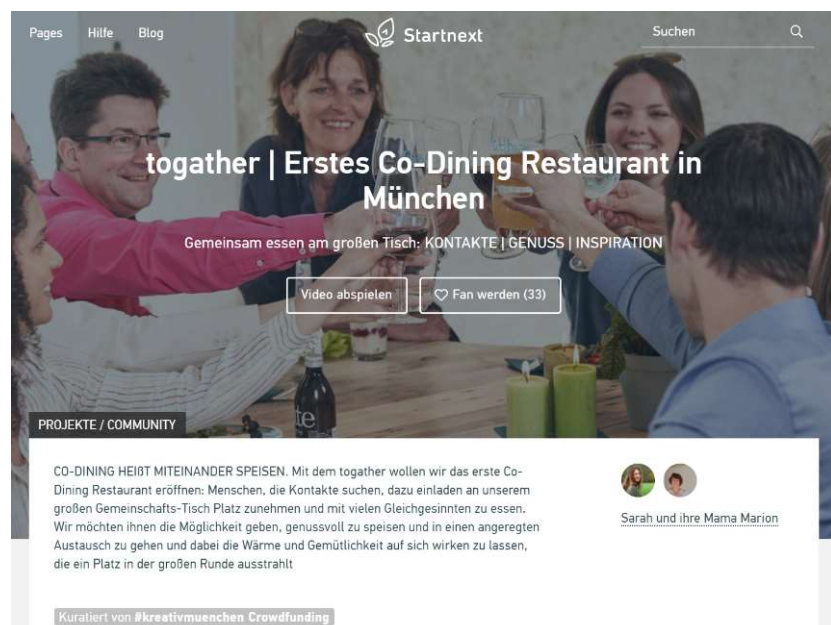 Pages Hilfe Blog Startnext Suchen
togather | Erstes Co-Dining Restaurant in
München
Gemeinsam essen am großen Tisch: KONTAKTE | GENUSS | INSPIRATION
Video abspielen Fan werden (33)
te
PROJEKTE / COMMUNITY
CO-DINING HEIßT MITEINANDER SPEISEN. Mit dem togather wollen wir das erste Co-
Dining Restaurant eröffnen: Menschen, die Kontakte suchen, dazu einladen an unserem
großen Gemeinschafts-Tisch Platz zunehmen und mit vielen Gleichgesinnten zu essen.
Wir möchten ihnen die Möglichkeit geben, genussvoll zu speisen und in einen angeregten
Austausch zu gehen und dabei die Wärme und Gemütlichkeit auf sich wirken zu lassen,
die ein Platz in der großen Runde ausstrahlt
Sarah und ihre Mama Marion
Kuratiert von #kreativmuenchen Crowdfunding